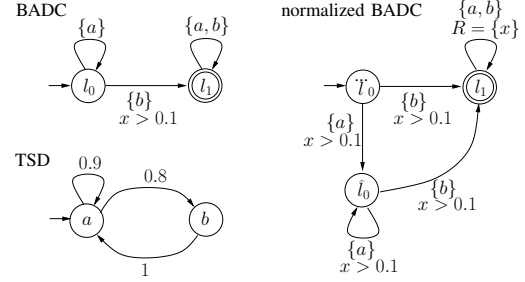 BADC
{a}
{a, b}
l₀
l₁
{b}
x > 0.1
TSD
0.9
0.8
a
b
1
normalized BADC
{a, b}
R = {x}
l̈₀
l₁
{b}
x > 0.1
{a}
x > 0.1
l̂₀
{b}
x > 0.1
{a}
x > 0.1